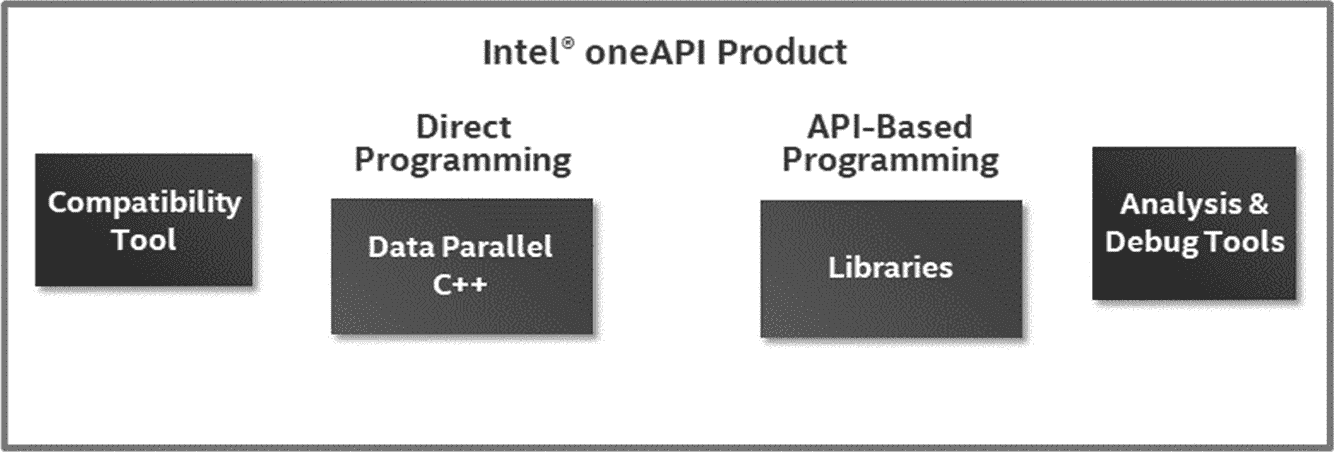 Intel® oneAPI Product
Compatibility
Tool
Direct
Programming
Data Parallel
C++
API-Based
Programming
Libraries
Analysis &
Debug Tools